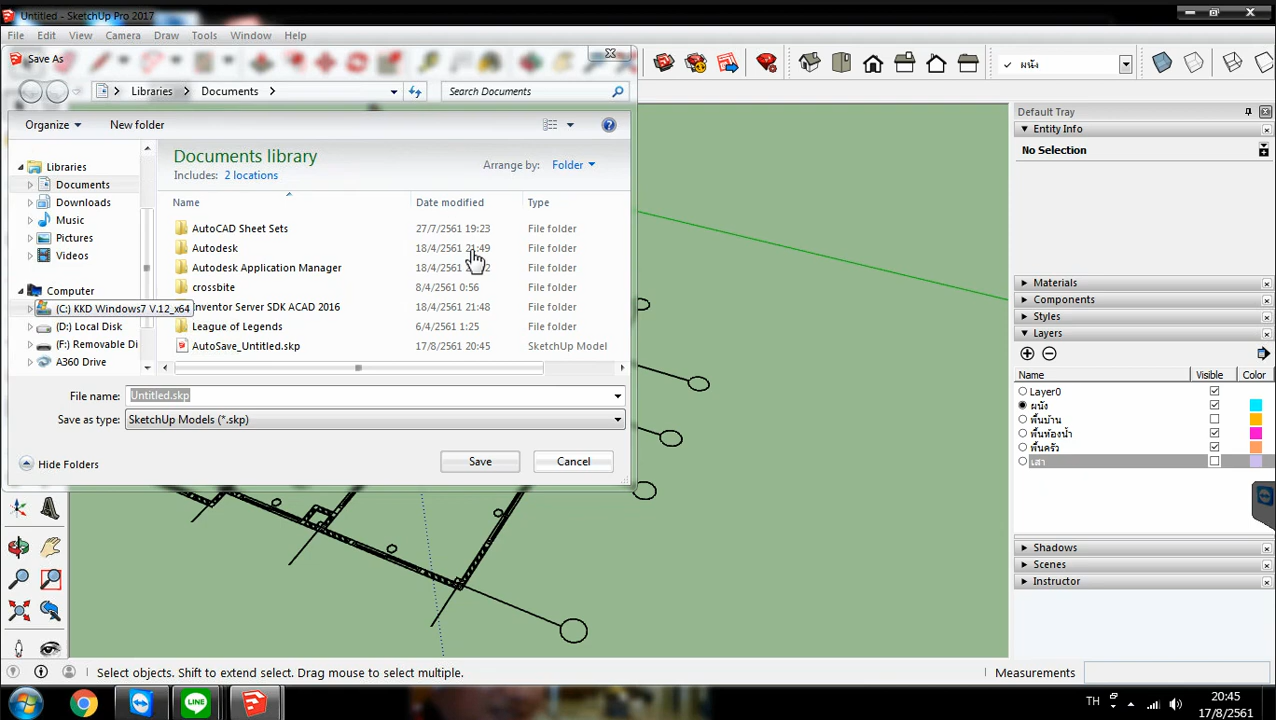 Untitled - SketchUp Pro 2017
File Edit View Camera Draw Tools Window Help
Save As
Libraries Documents Search Documents
ผนัง
Organize New folder
Documents library
Includes: 2 locations
Arrange by: Folder
Name Date modified Type
AutoCAD Sheet Sets 27/7/2561 19:23 File folder
Autodesk 18/4/2561 21:49 File folder
Autodesk Application Manager 18/4/2561 File folder
crossbite 8/4/2561 0:56 File folder
Inventor Server SDK ACAD 2016 18/4/2561 21:48 File folder
League of Legends 6/4/2561 1:25 File folder
AutoSave_Untitled.skp 17/8/2561 20:45 SketchUp Model
Libraries
Documents
Downloads
Music
Pictures
Videos
Computer
(C:) KKD Windows7 V.12_x64
(D:) Local Disk
(F:) Removable Di
A360 Drive
File name: Untitled.skp
Save as type: SketchUp Models (*.skp)
Hide Folders Save Cancel
Default Tray
Entity Info
No Selection
Materials
Components
Styles
Layers
Name Visible Color
Layer0
ผนัง
พื้นบ้าน
พื้นห้องน้ำ
พื้นครัว
เสา
Shadows
Scenes
Instructor
Select objects. Shift to extend select. Drag mouse to select multiple. Measurements
LINE
TH 20:45
17/8/2561